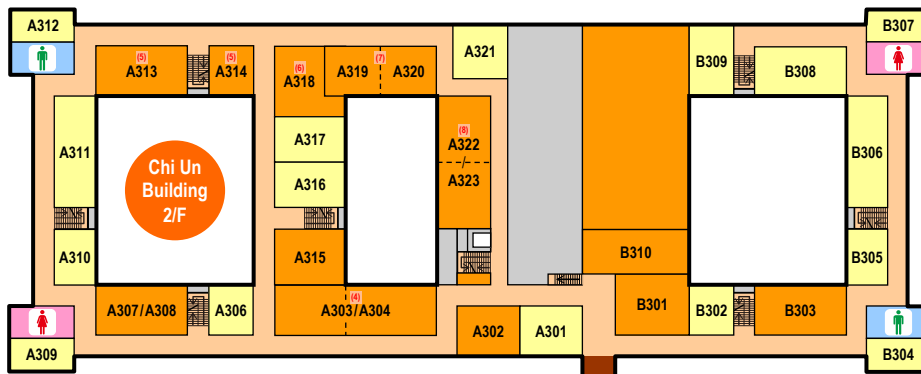 A312
B307
(5)
A313
(5)
A314
(6)
A318
A319
(7)
A320
A321
B309
B308
A311
A317
(8)
A322
/
A323
B306
Chi Un
Building
2/F
A316
A310
A315
B310
B305
A307/A308
A306
(4)
A303/A304
A302
A301
B301
B302
B303
A309
B304